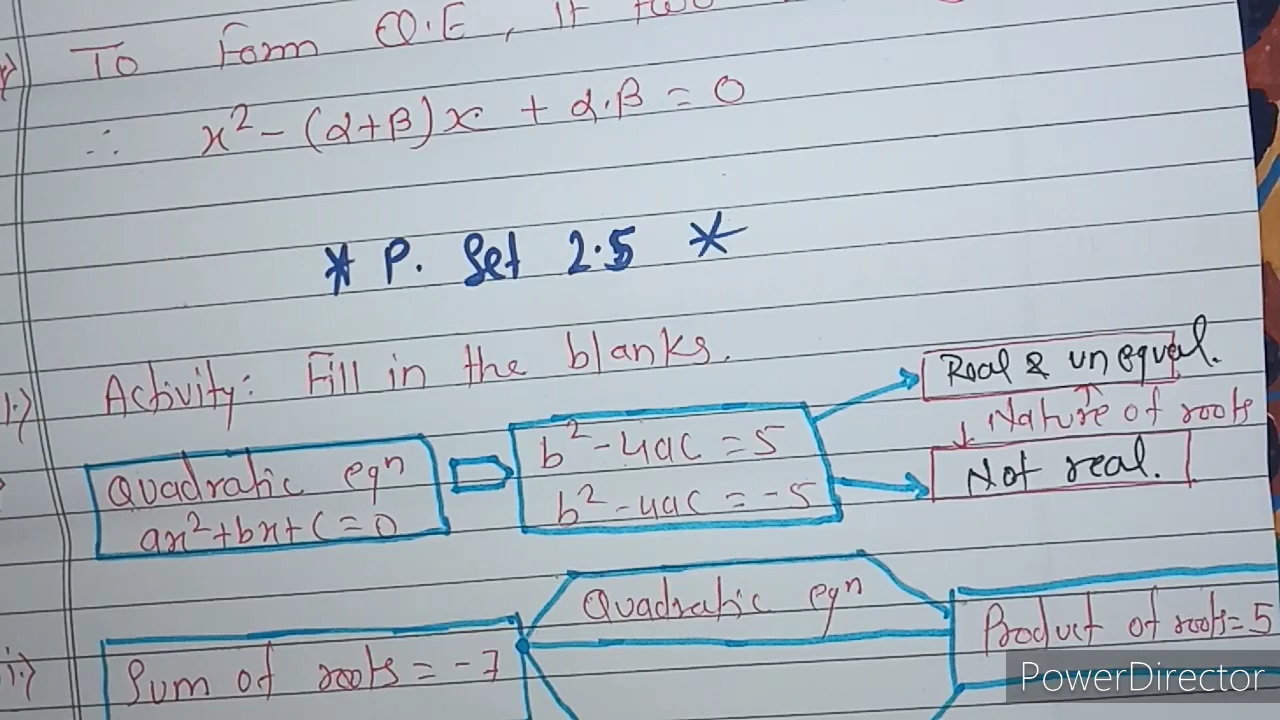 To Form Q.E, If two
∴ x² - (α+β)x + α.β = 0
* P. Set 2.5 *
1.) Activity: Fill in the blanks.
Real & unequal.
Nature of roots
Quadratic eqn
ax²+bx+c=0
b²-4ac = 5
b²-4ac = -5
Not real.
Quadratic eqn
Product of roots=5
Sum of roots = -7
PowerDirector